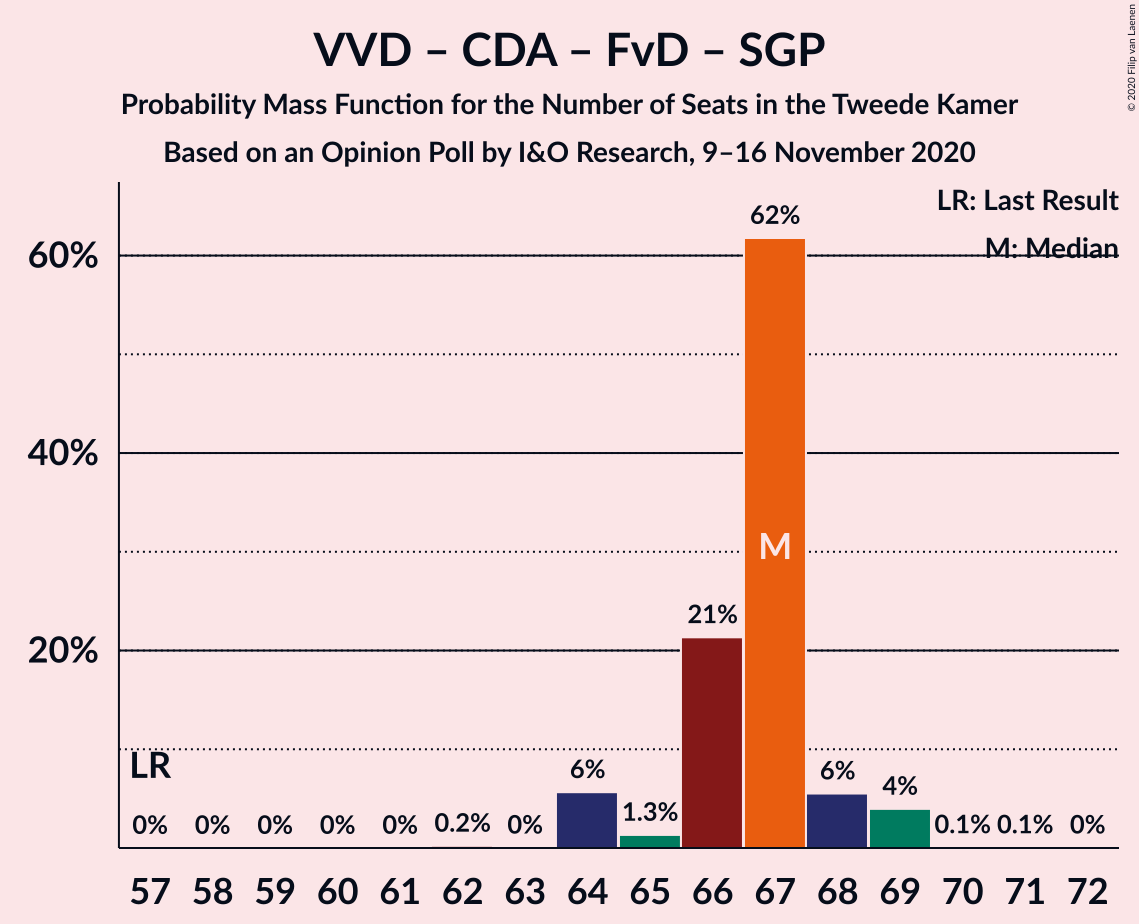 VVD – CDA – FvD – SGP
Probability Mass Function for the Number of Seats in the Tweede Kamer
Based on an Opinion Poll by I&O Research, 9–16 November 2020
© 2020 Filip van Laenen
LR: Last Result
M: Median
60%
40%
20%
LR
M
0% 0% 0% 0% 0% 0.2% 0% 6% 1.3% 21% 62% 6% 4% 0.1% 0.1% 0%
57 58 59 60 61 62 63 64 65 66 67 68 69 70 71 72